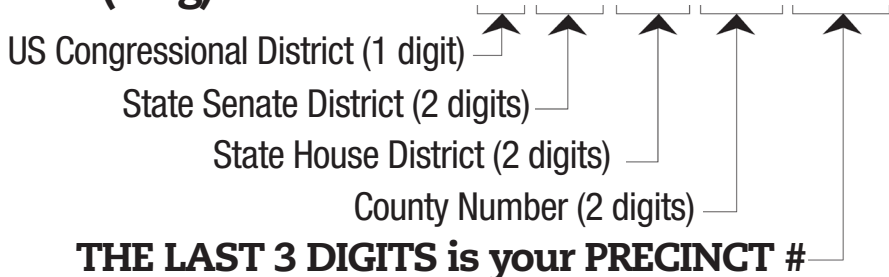 US Congressional District (1 digit)
State Senate District (2 digits)
State House District (2 digits)
County Number (2 digits)
THE LAST 3 DIGITS is your PRECINCT #